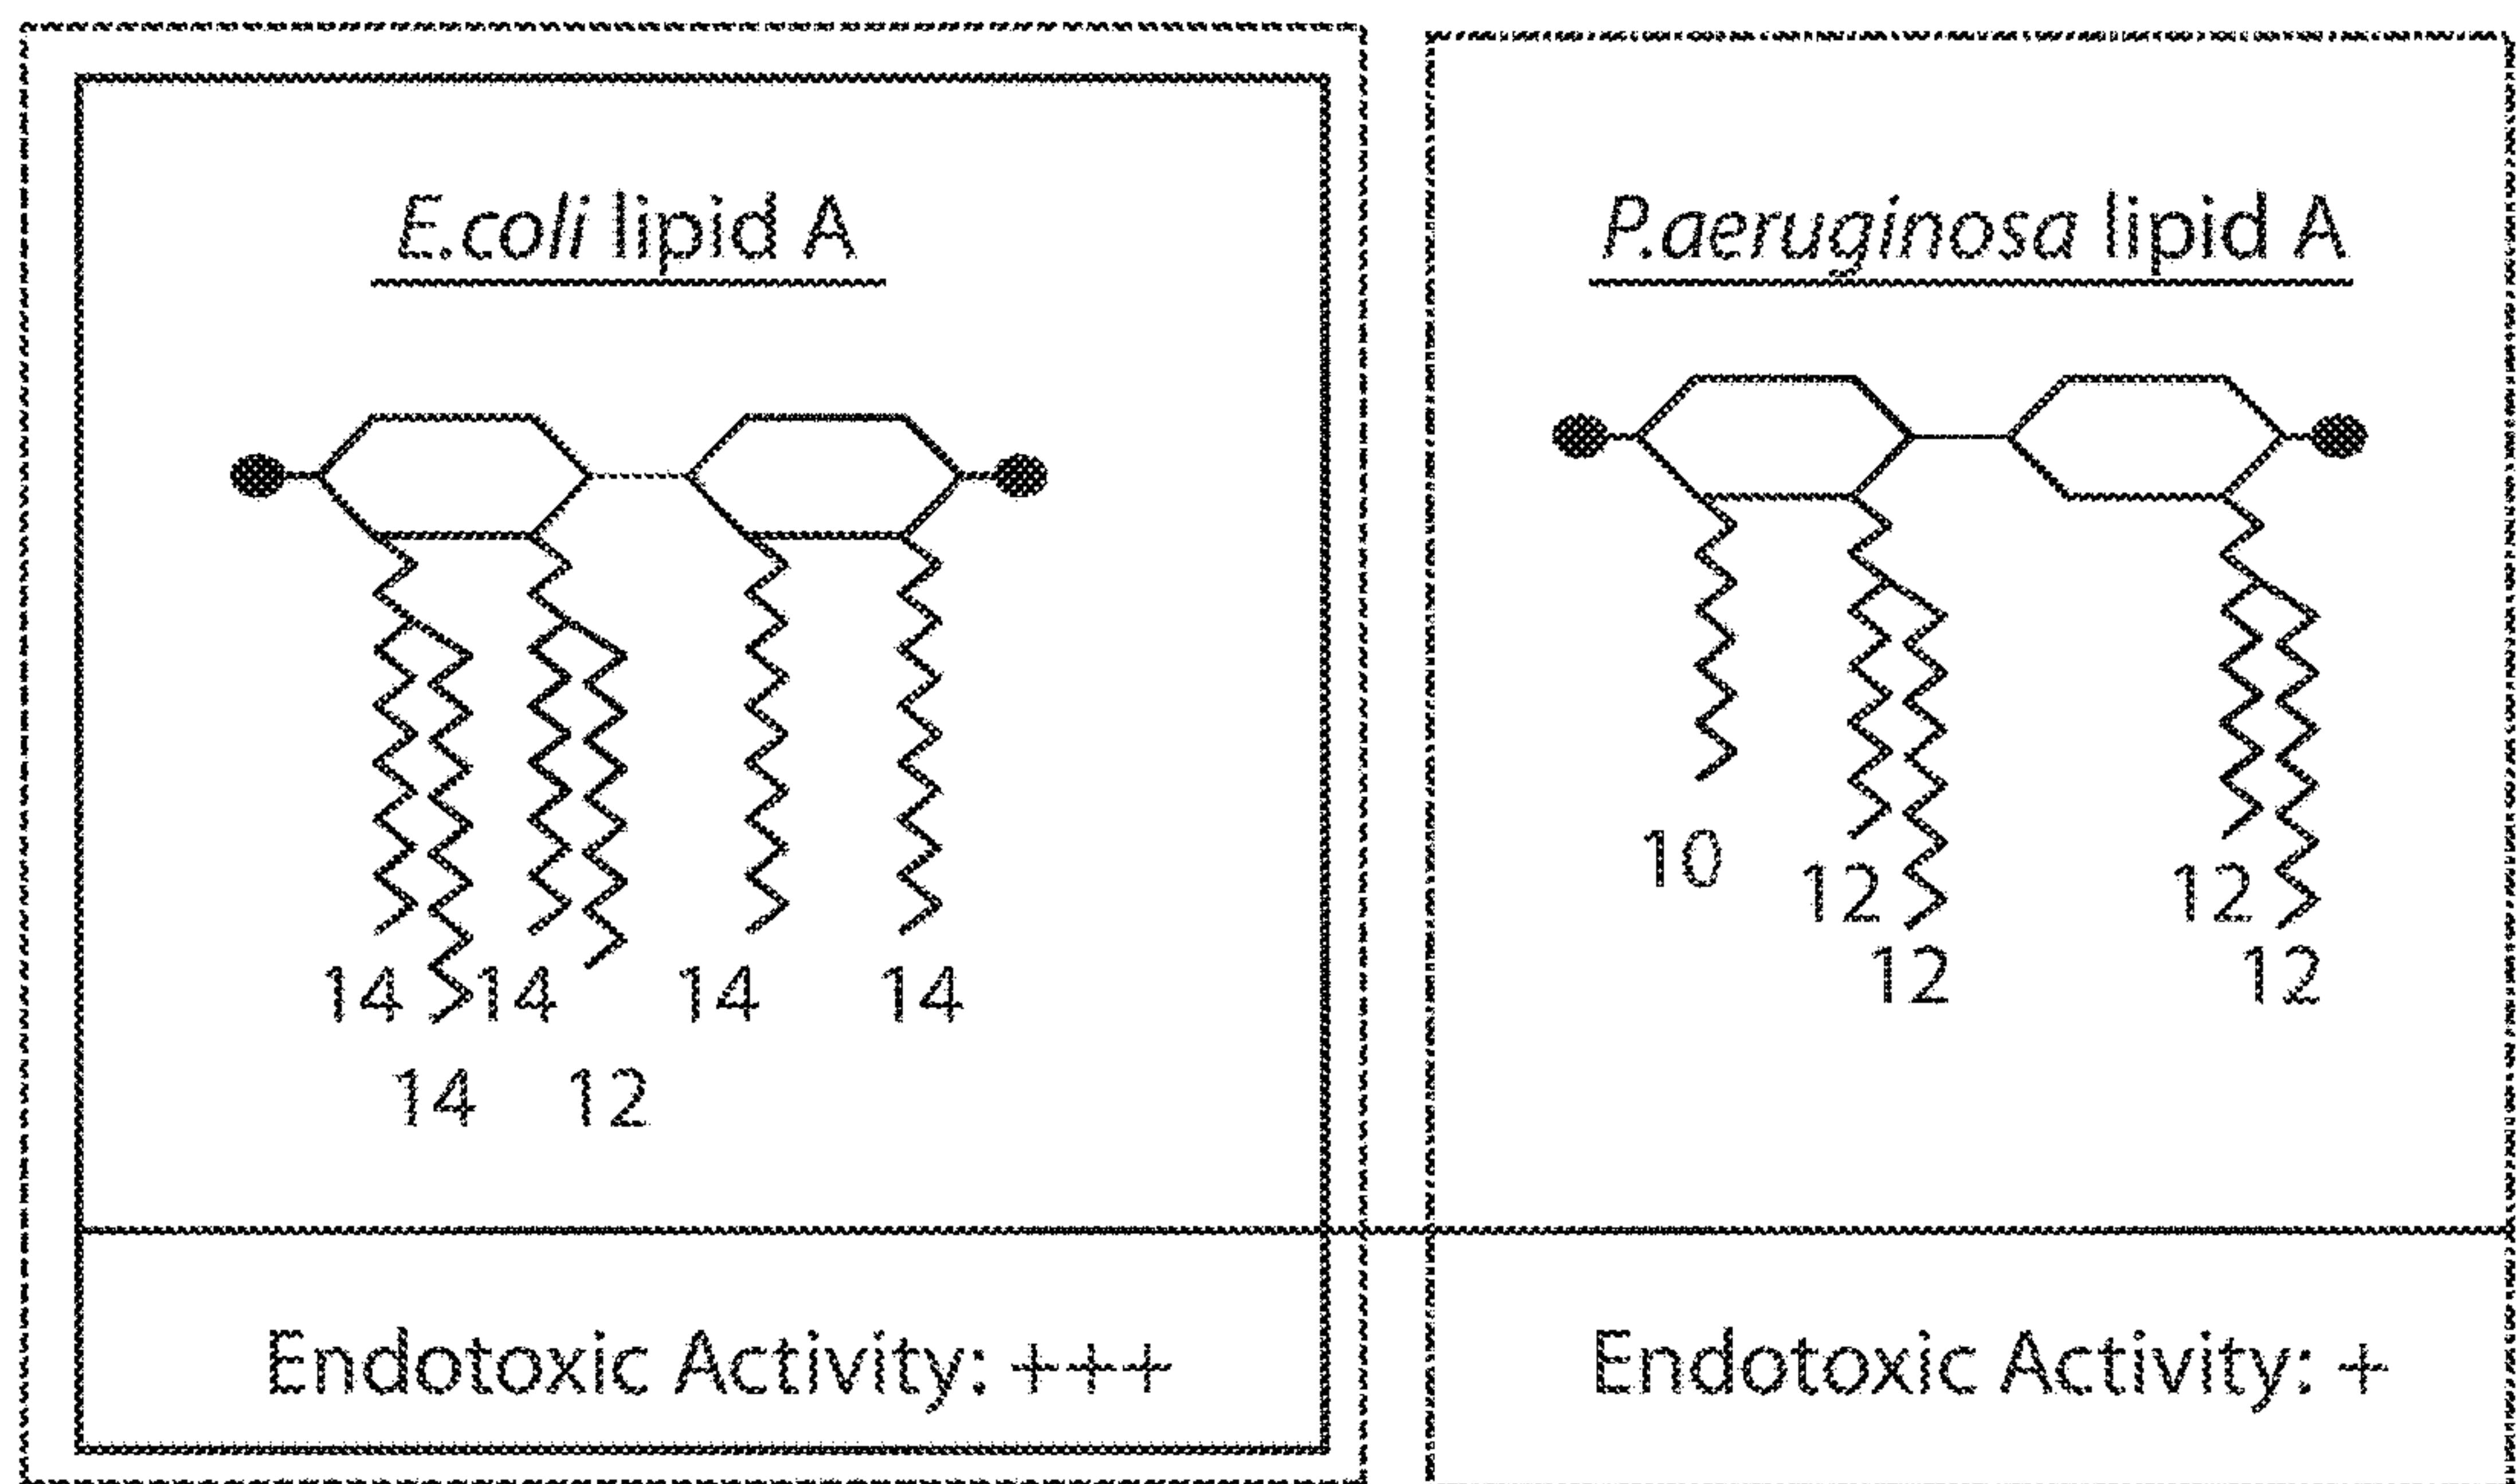 E.coli lipid A
14 14 14 14
14 12
Endotoxic Activity: +++
P.aeruginosa lipid A
10
12 12
12 12
Endotoxic Activity: +